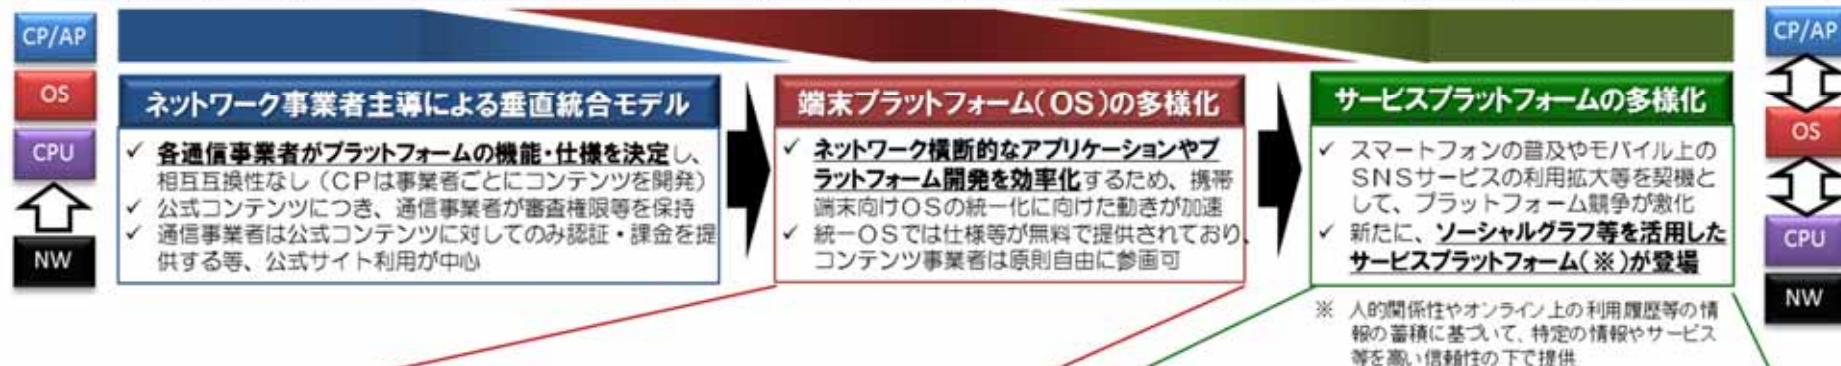 CP/AP
OS
CPU
NW
ネットワーク事業者主導による垂直統合モデル
✓ 各通信事業者がプラットフォームの機能・仕様を決定し、
相互互換性なし（CPは事業者ごとにコンテンツを開発）
✓ 公式コンテンツにつき、通信事業者が審査権限等を保持
✓ 通信事業者は公式コンテンツに対してのみ認証・課金を提
供する等、公式サイト利用が中心
端末プラットフォーム（OS）の多様化
✓ ネットワーク横断的なアプリケーションやプ
ラットフォーム開発を効率化するため、携帯
端末向けOSの統一化に向けた動きが加速
✓ 統一OSでは仕様等が無料で提供されており、
コンテンツ事業者は原則自由に参画可
サービスプラットフォームの多様化
✓ スマートフォンの普及やモバイル上の
SNSサービスの利用拡大等を契機と
して、プラットフォーム競争が激化
✓ 新たに、ソーシャルグラフ等を活用した
サービスプラットフォーム（※）が登場
※ 人的関係性やオンライン上の利用履歴等の情
報の蓄積に基づいて、特定の情報やサービス
等を高い信頼性の下で提供
CP/AP
OS
CPU
NW